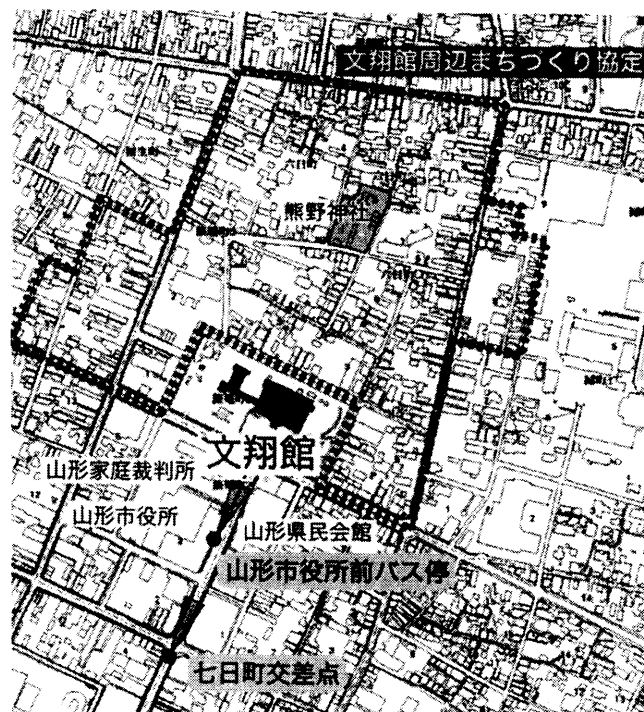 文翔館周辺まちづくり協定
熊野神社
文翔館
山形家庭裁判所
山形市役所
山形県民会館
山形市役所前バス停
七日町交差点